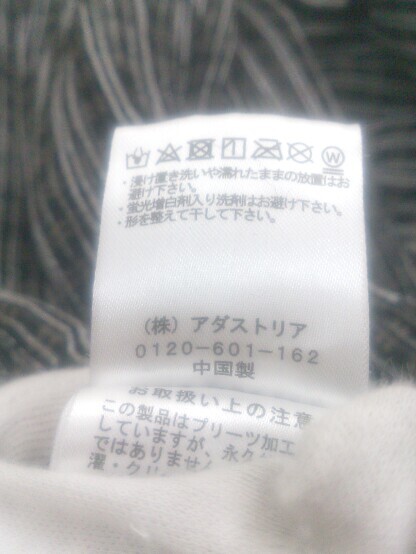 ・浸け置き洗いや濡れたままの放置はお
避け下さい。
・蛍光増白剤入り洗剤はお避け下さい。
・形を整えて干して下さい。
(株) アダストリア
0120-601-162
中国製
お取扱い上の注意
この製品はプリーツ加工
していますが、永久
ではありません
濯・クリ